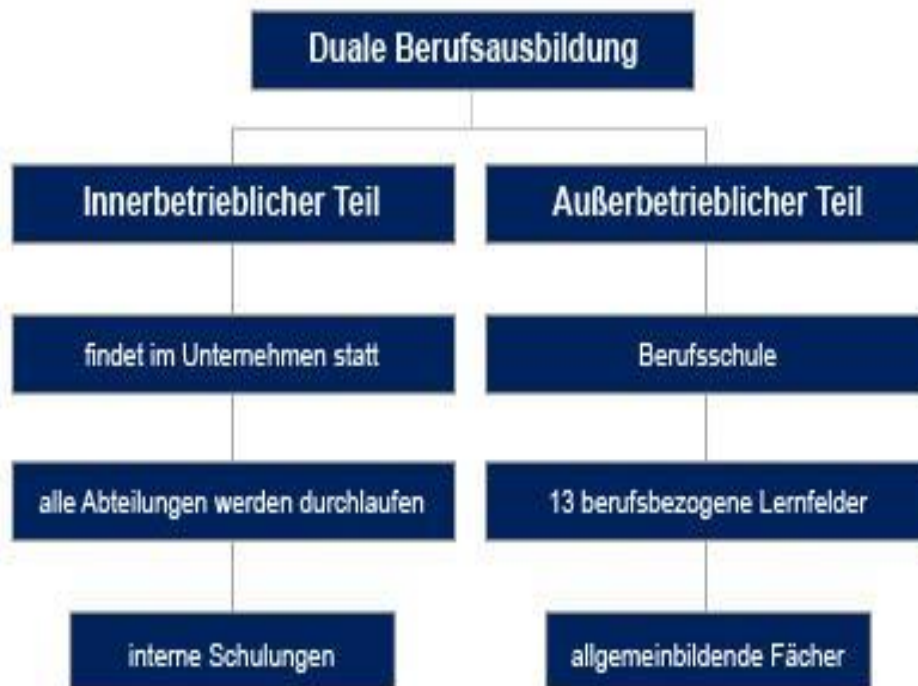 Duale Berufsausbildung
Innerbetrieblicher Teil
Außerbetrieblicher Teil
findet im Unternehmen statt
Berufsschule
alle Abteilungen werden durchlaufen
13 berufsbezogene Lernfelder
interne Schulungen
allgemeinbildende Fächer